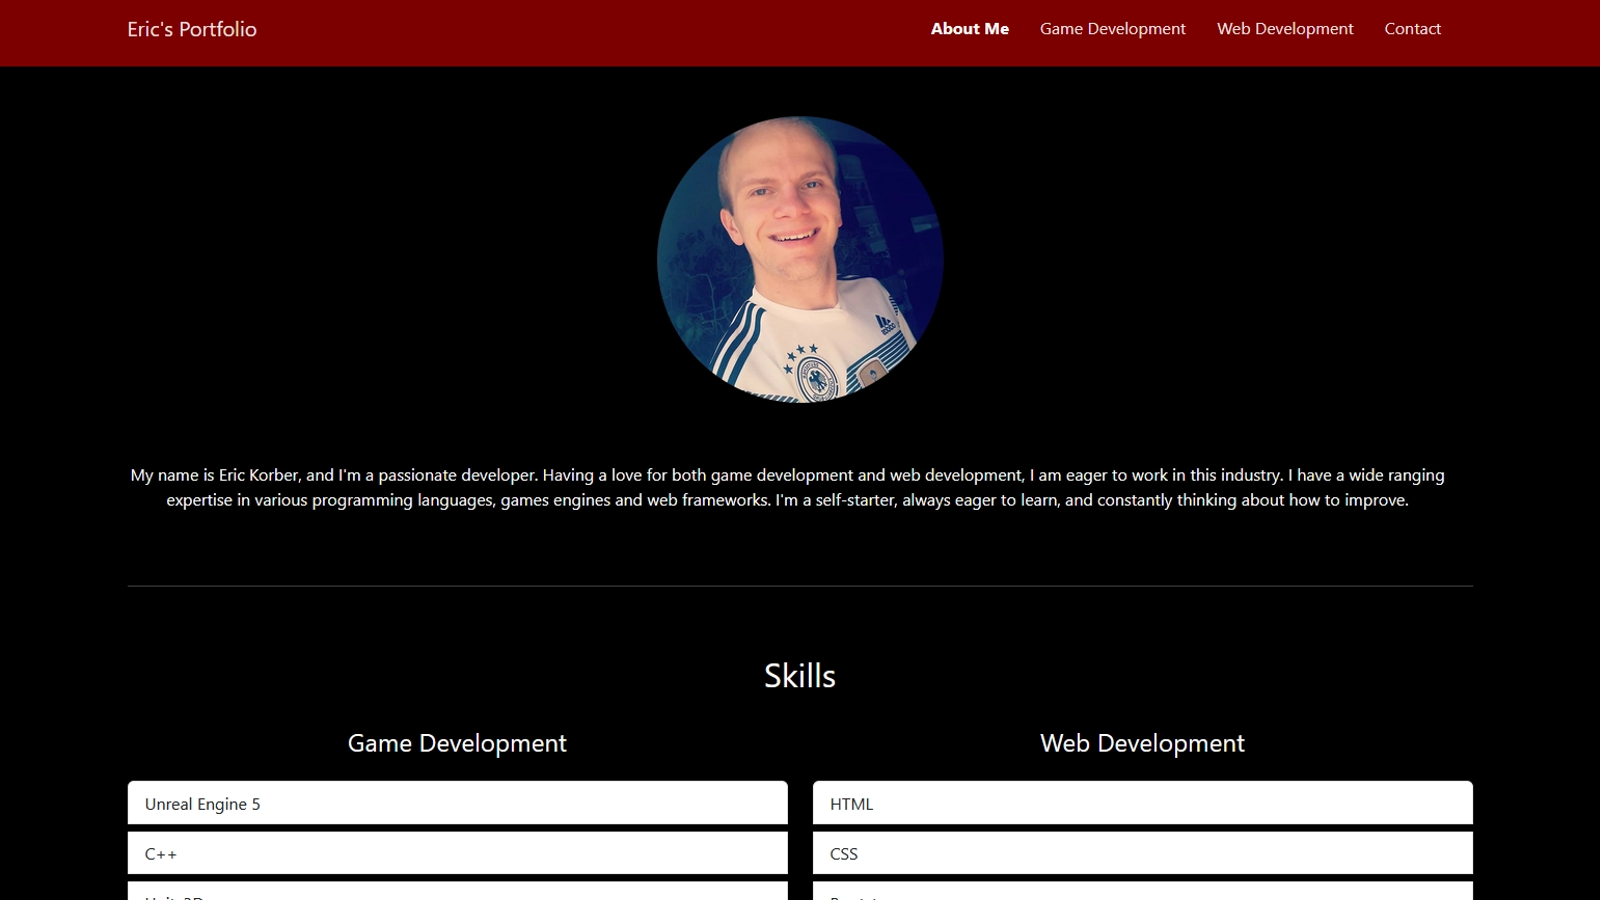 Eric's Portfolio
About Me
Game Development
Web Development
Contact
My name is Eric Korber, and I'm a passionate developer. Having a love for both game development and web development, I am eager to work in this industry. I have a wide ranging
expertise in various programming languages, games engines and web frameworks. I'm a self-starter, always eager to learn, and constantly thinking about how to improve.
Skills
Game Development
Web Development
Unreal Engine 5
HTML
C++
CSS